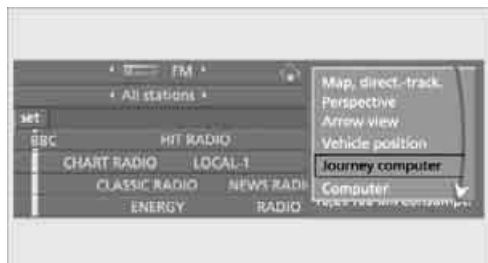 FM
All stations
set
BBC HIT RADIO
CHART RADIO LOCAL-1
CLASSIC RADIO NEWS RADI
ENERGY RADIO
Map, direct.-track.
Perspective
Arrow view
Vehicle position
Journey computer
Computer